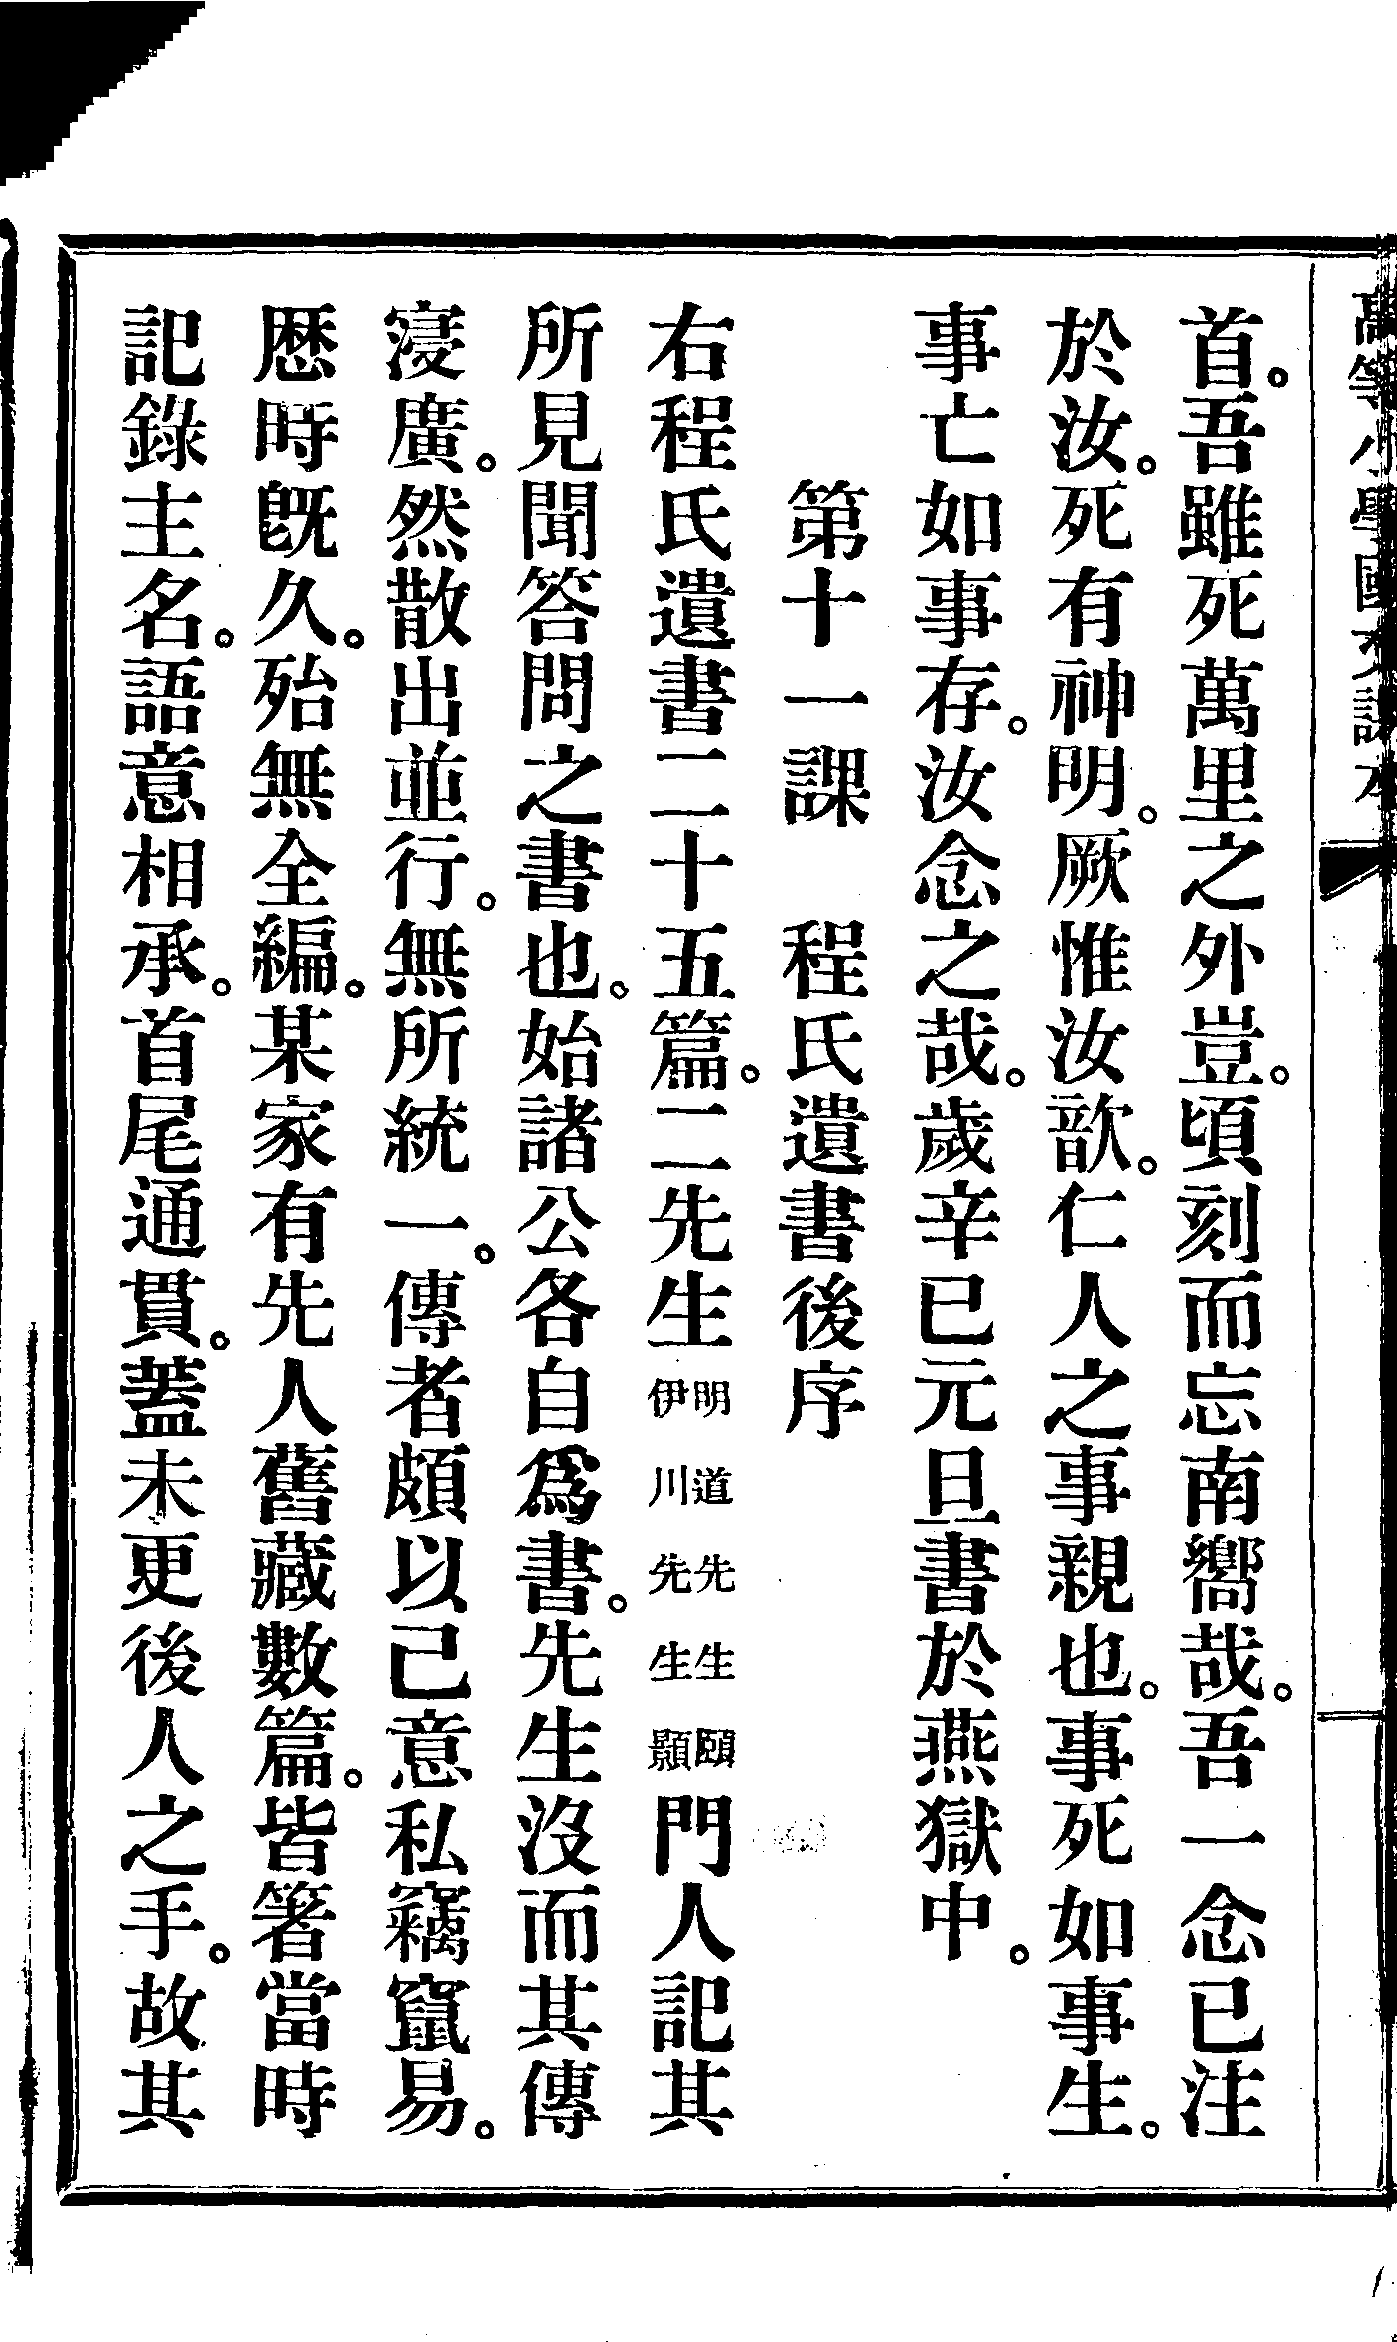 高等小學國文課本
首。吾雖死萬里之外。豈頃刻而忘南嚮哉。吾一念已注
於汝。死有神明。厥惟汝歆。仁人之事親也。事死如事生。
事亡如事存。汝念之哉。歲辛巳元旦書於燕獄中。
第十一課　程氏遺書後序
右程氏遺書二十五篇。二先生明道先生頤伊川先生顥門人記其
所見聞答問之書也。始諸公各自爲書。先生沒而其傳
寖廣。然散出並行。無所統一。傳者頗以己意私竊竄易。
歷時旣久。殆無全編。某家有先人舊藏數篇。皆箸當時
記錄主名。語意相承。首尾通貫。蓋未更後人之手。故其